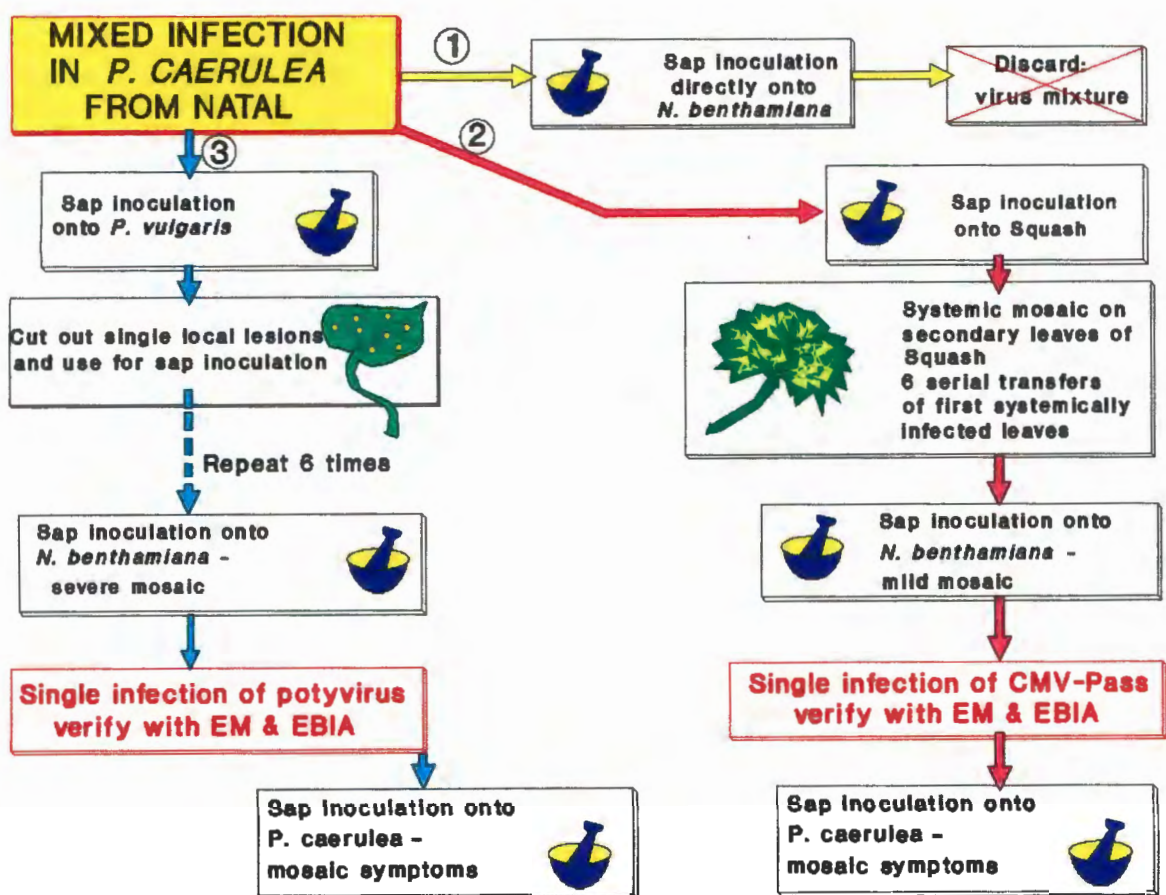 MIXED INFECTION
IN P. CAERULEA
FROM NATAL
1
Sap inoculation
directly onto
N. benthamiana
Discard:
virus mixture
2
3
Sap inoculation
onto P. vulgaris
Sap inoculation
onto Squash
Cut out single local lesions
and use for sap inoculation
Systemic mosaic on
secondary leaves of
Squash
6 serial transfers
of first systemically
infected leaves
Repeat 6 times
Sap inoculation onto
N. benthamiana -
severe mosaic
Sap inoculation onto
N. benthamiana -
mild mosaic
Single infection of potyvirus
verify with EM & EBIA
Single infection of CMV-Pass
verify with EM & EBIA
Sap inoculation onto
P. caerulea -
mosaic symptoms
Sap inoculation onto
P. caerulea -
mosaic symptoms